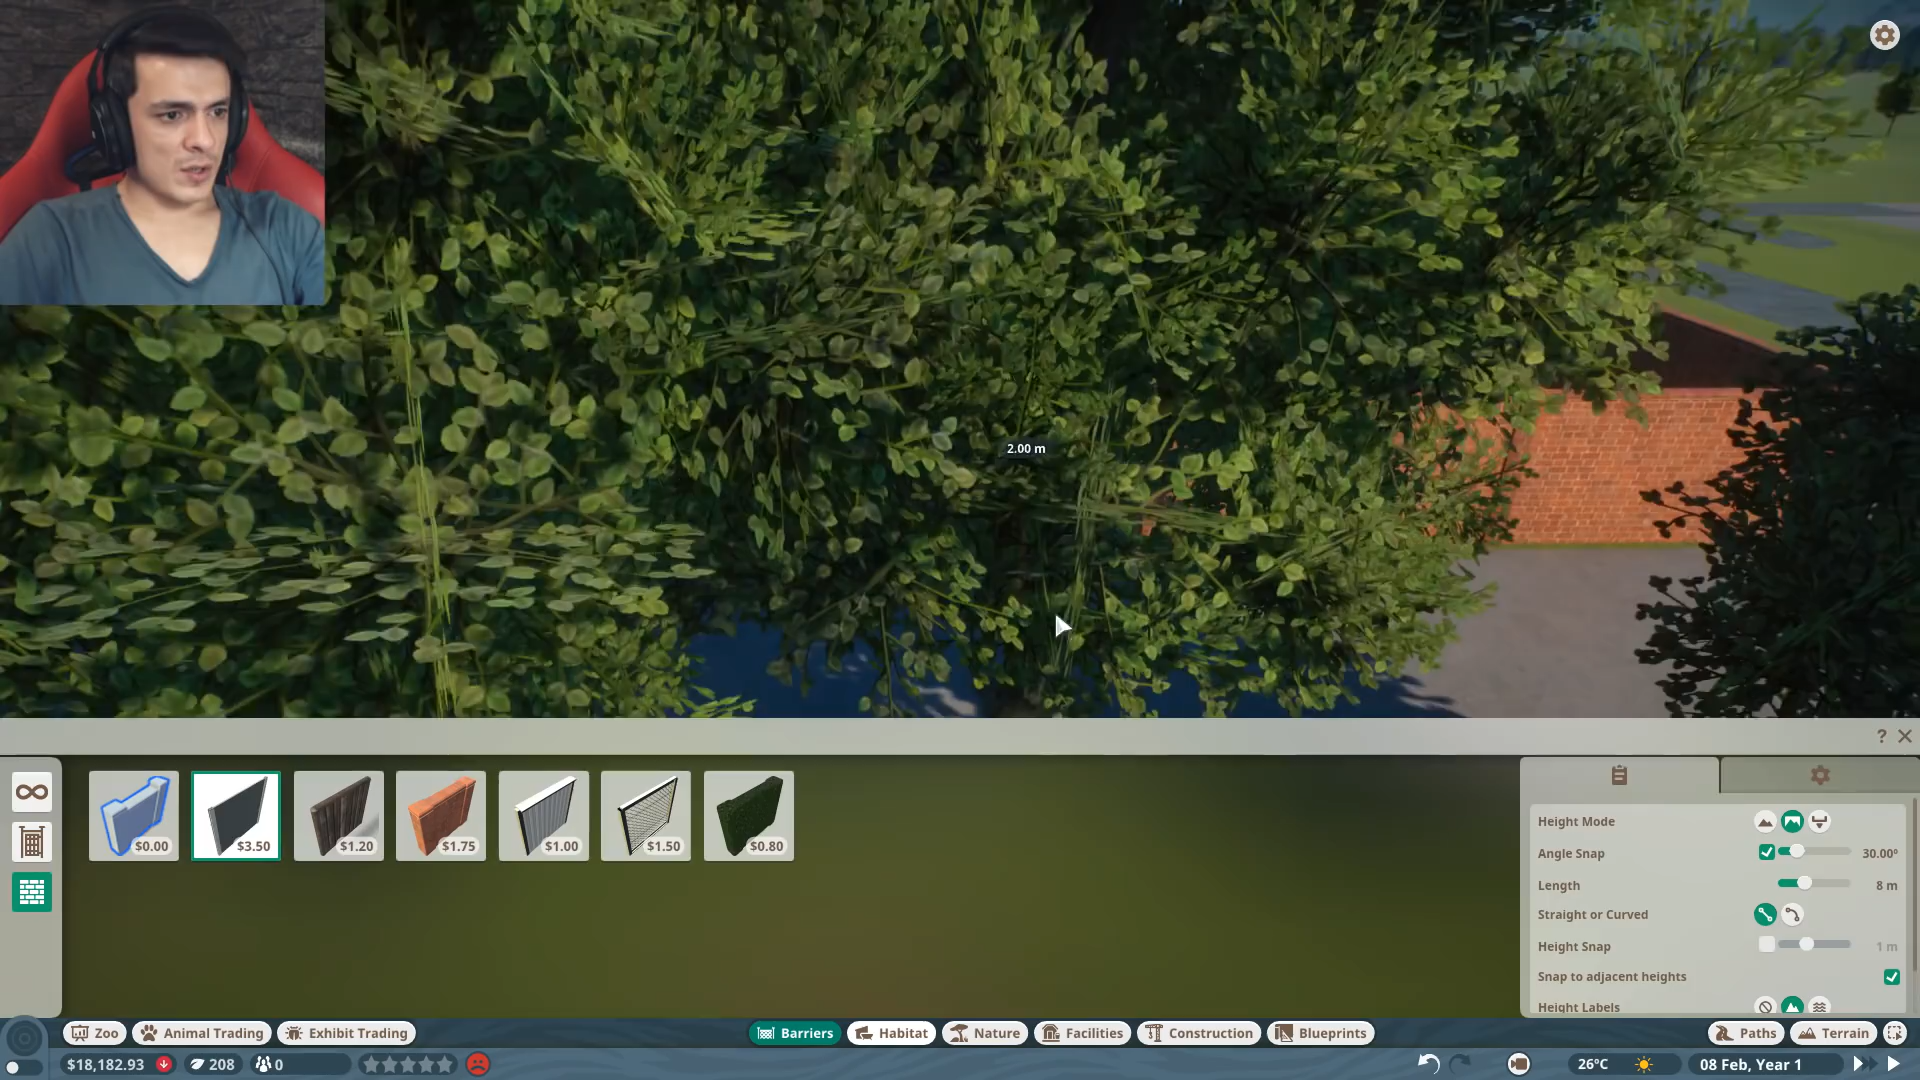 2.00 m
?
$0.00
$3.50
$1.20
$1.75
$1.00
$1.50
$0.80
Height Mode
Angle Snap
30.00°
Length
8 m
Straight or Curved
Height Snap
1 m
Snap to adjacent heights
Height Labels
Zoo
Animal Trading
Exhibit Trading
Barriers
Habitat
Nature
Facilities
Construction
Blueprints
Paths
Terrain
$18,182.93
208
0
26°C
08 Feb, Year 1